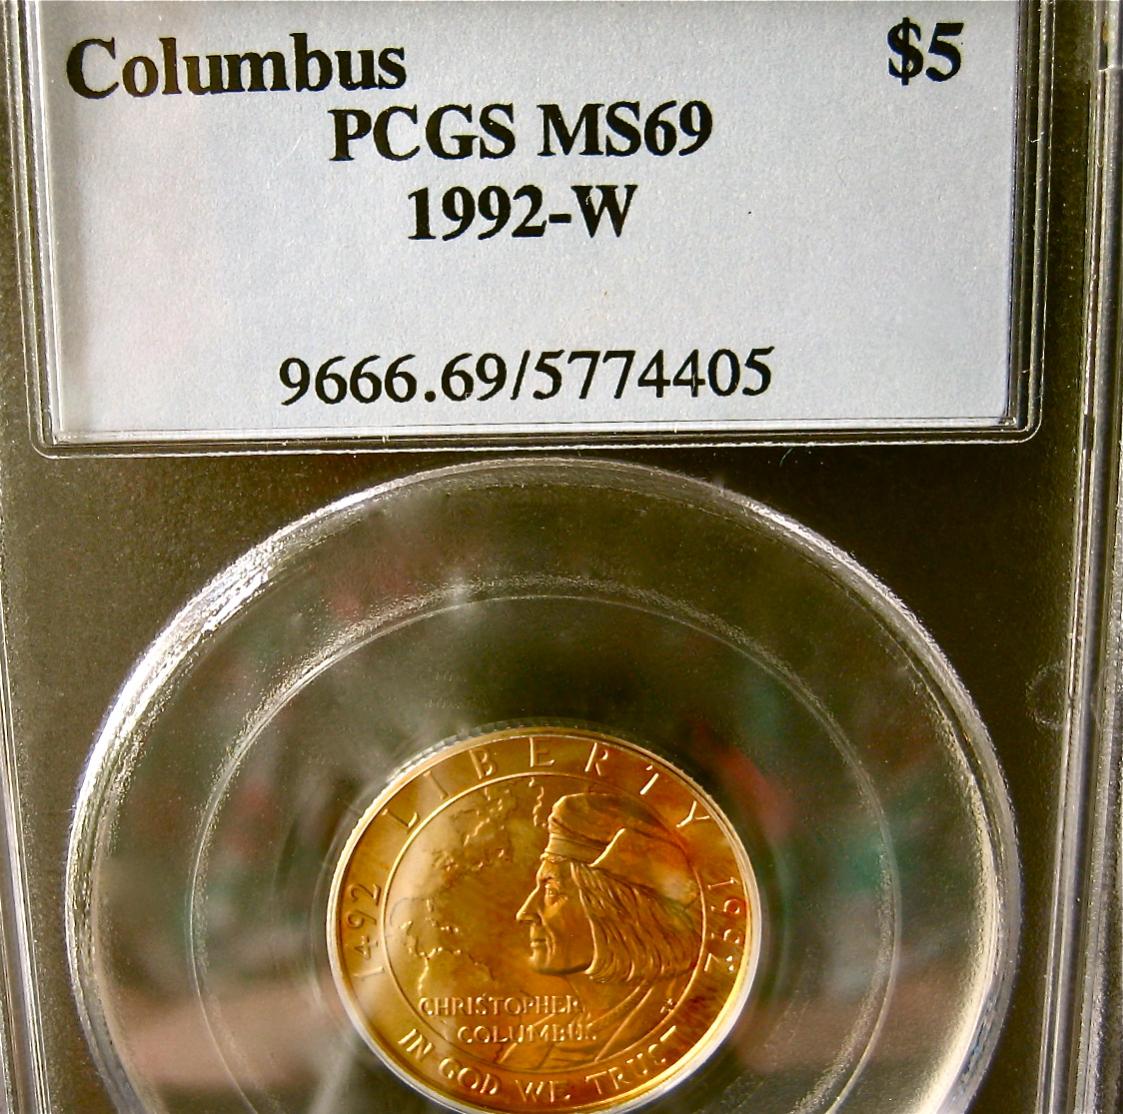 Columbus $5
PCGS MS69
1992-W
9666.69/5774405
LIBERTY
1492
1992
CHRISTOPHER
COLUMBUS
IN GOD WE TRUST